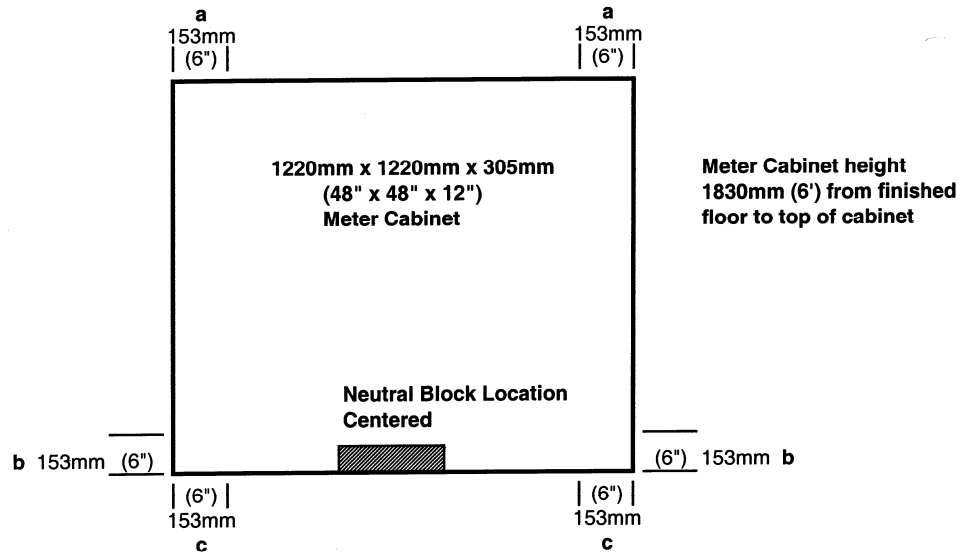 a
153mm
(6")
a
153mm
(6")
1220mm x 1220mm x 305mm
(48" x 48" x 12")
Meter Cabinet
Meter Cabinet height
1830mm (6') from finished
floor to top of cabinet
Neutral Block Location
Centered
b 153mm (6")
(6") 153mm b
(6")
153mm
c
(6")
153mm
c